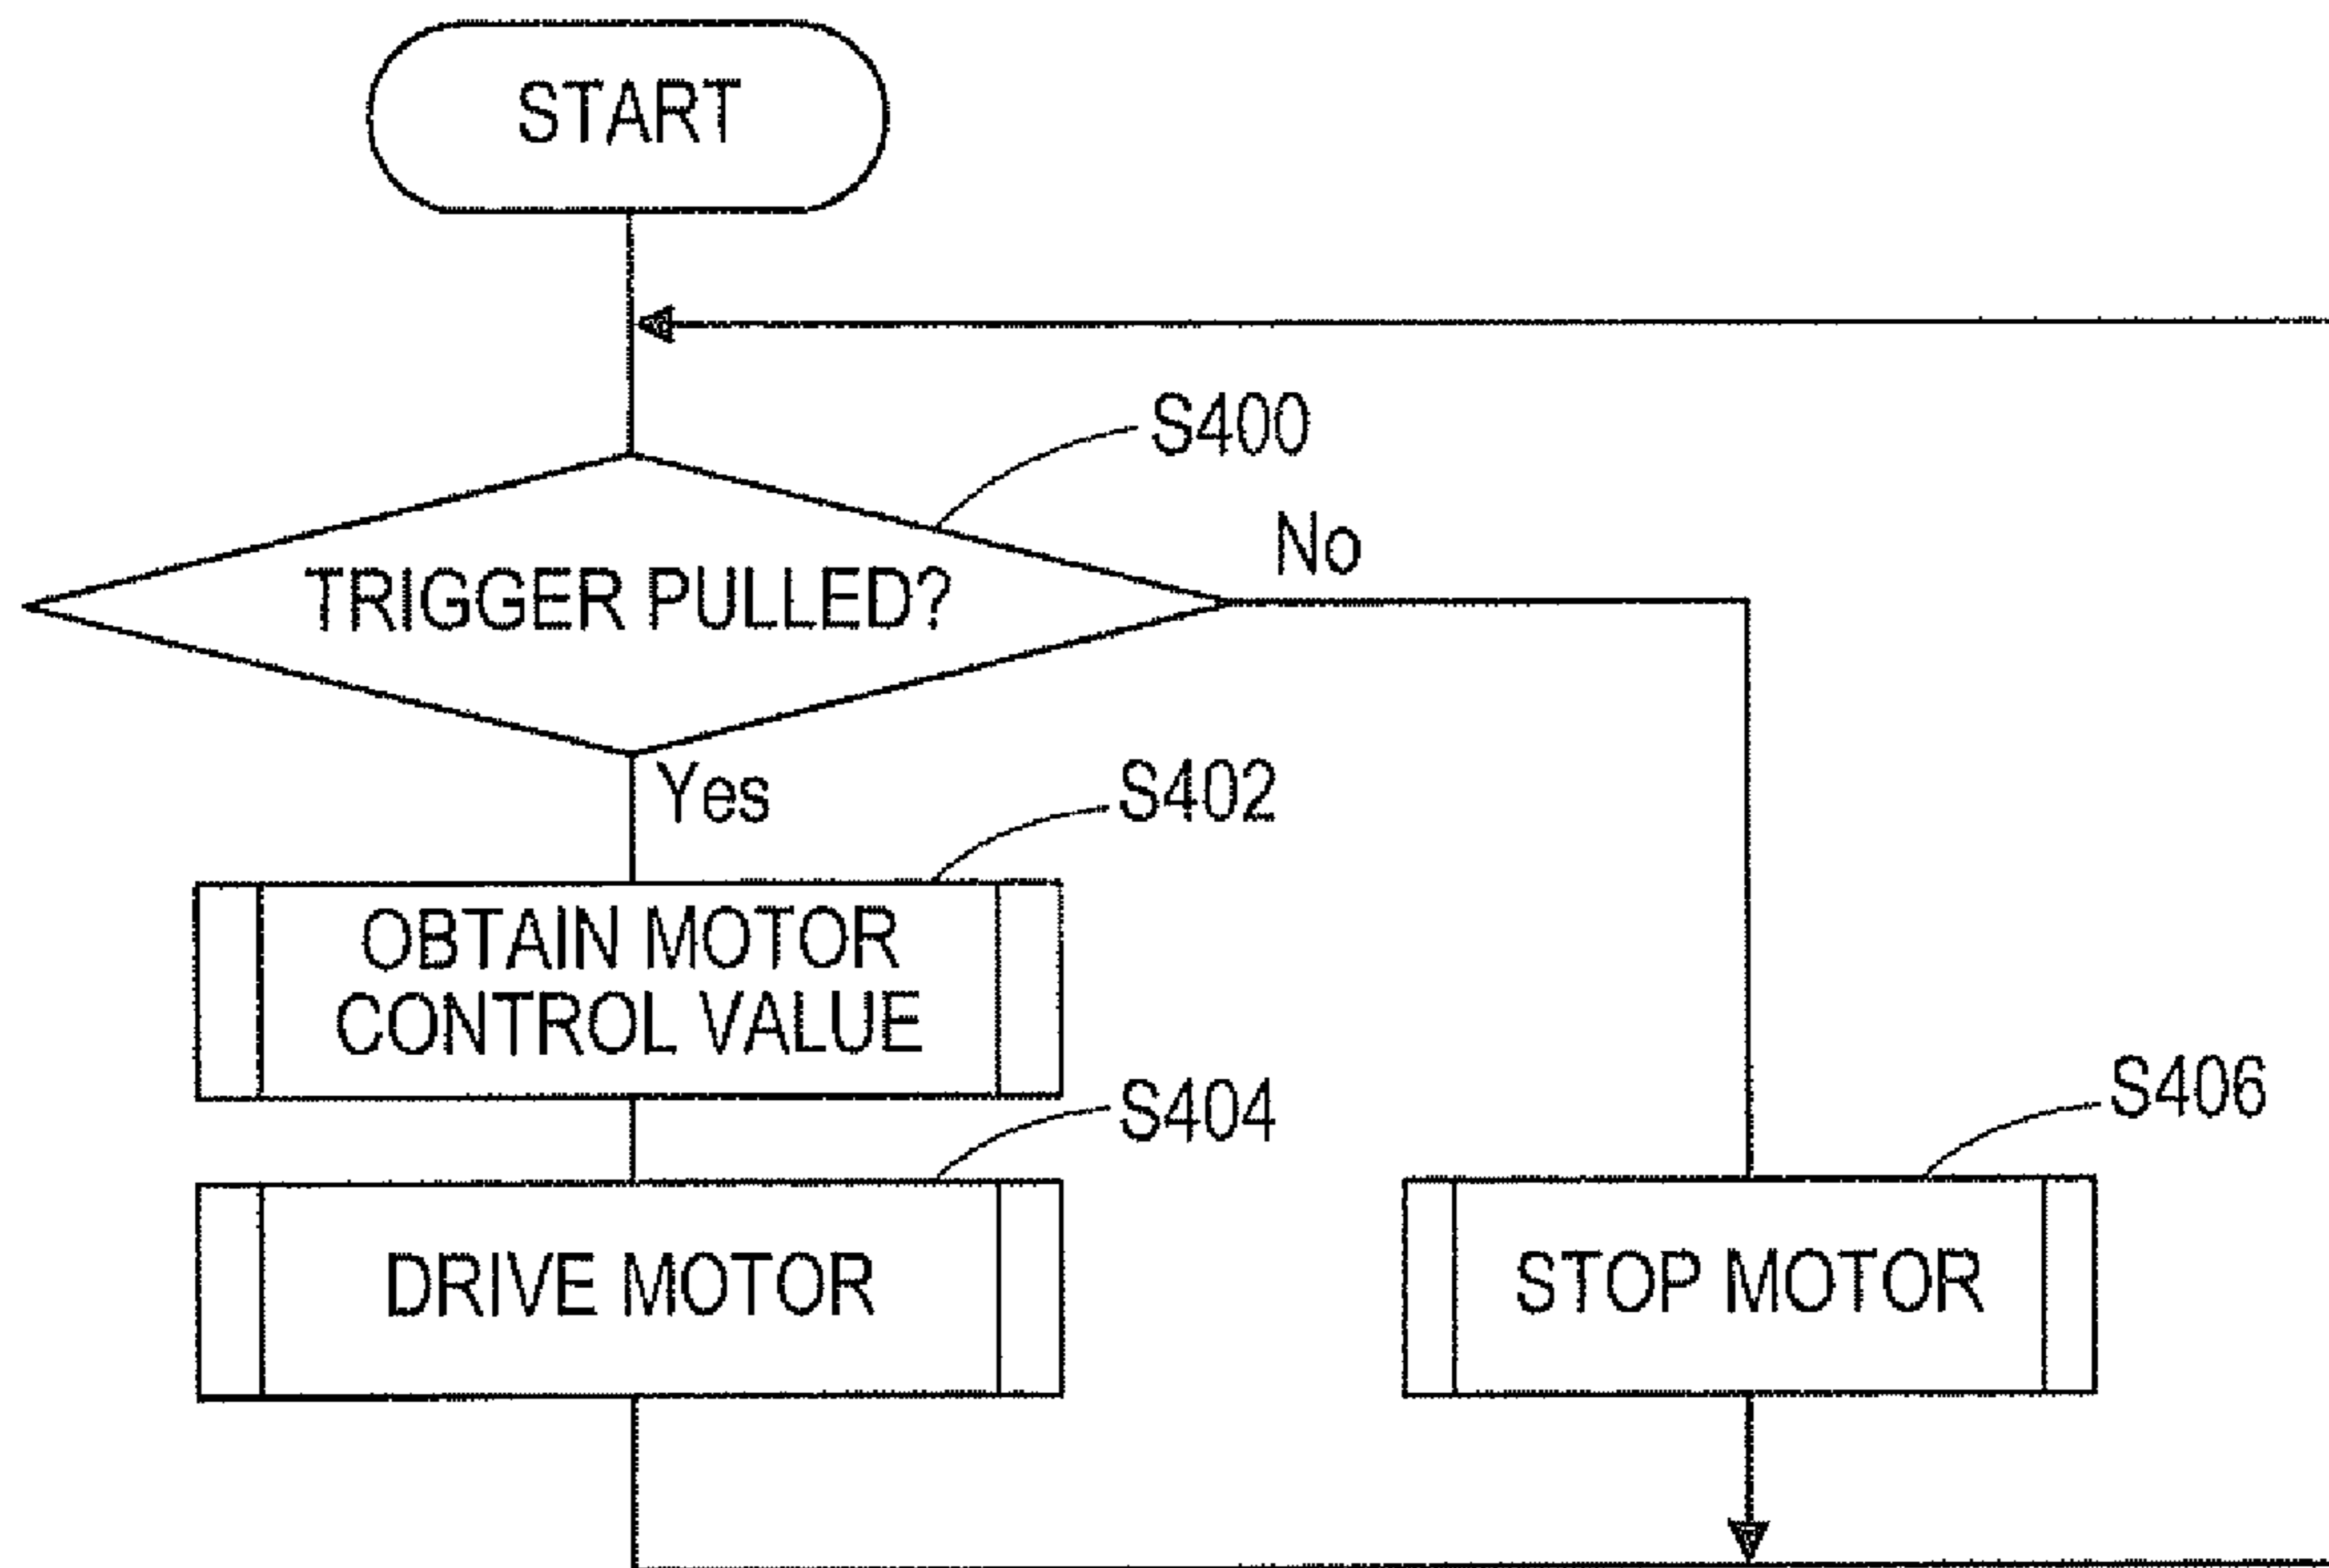 START
S400
No
TRIGGER PULLED?
Yes
S402
OBTAIN MOTOR
CONTROL VALUE
S404
S406
DRIVE MOTOR
STOP MOTOR